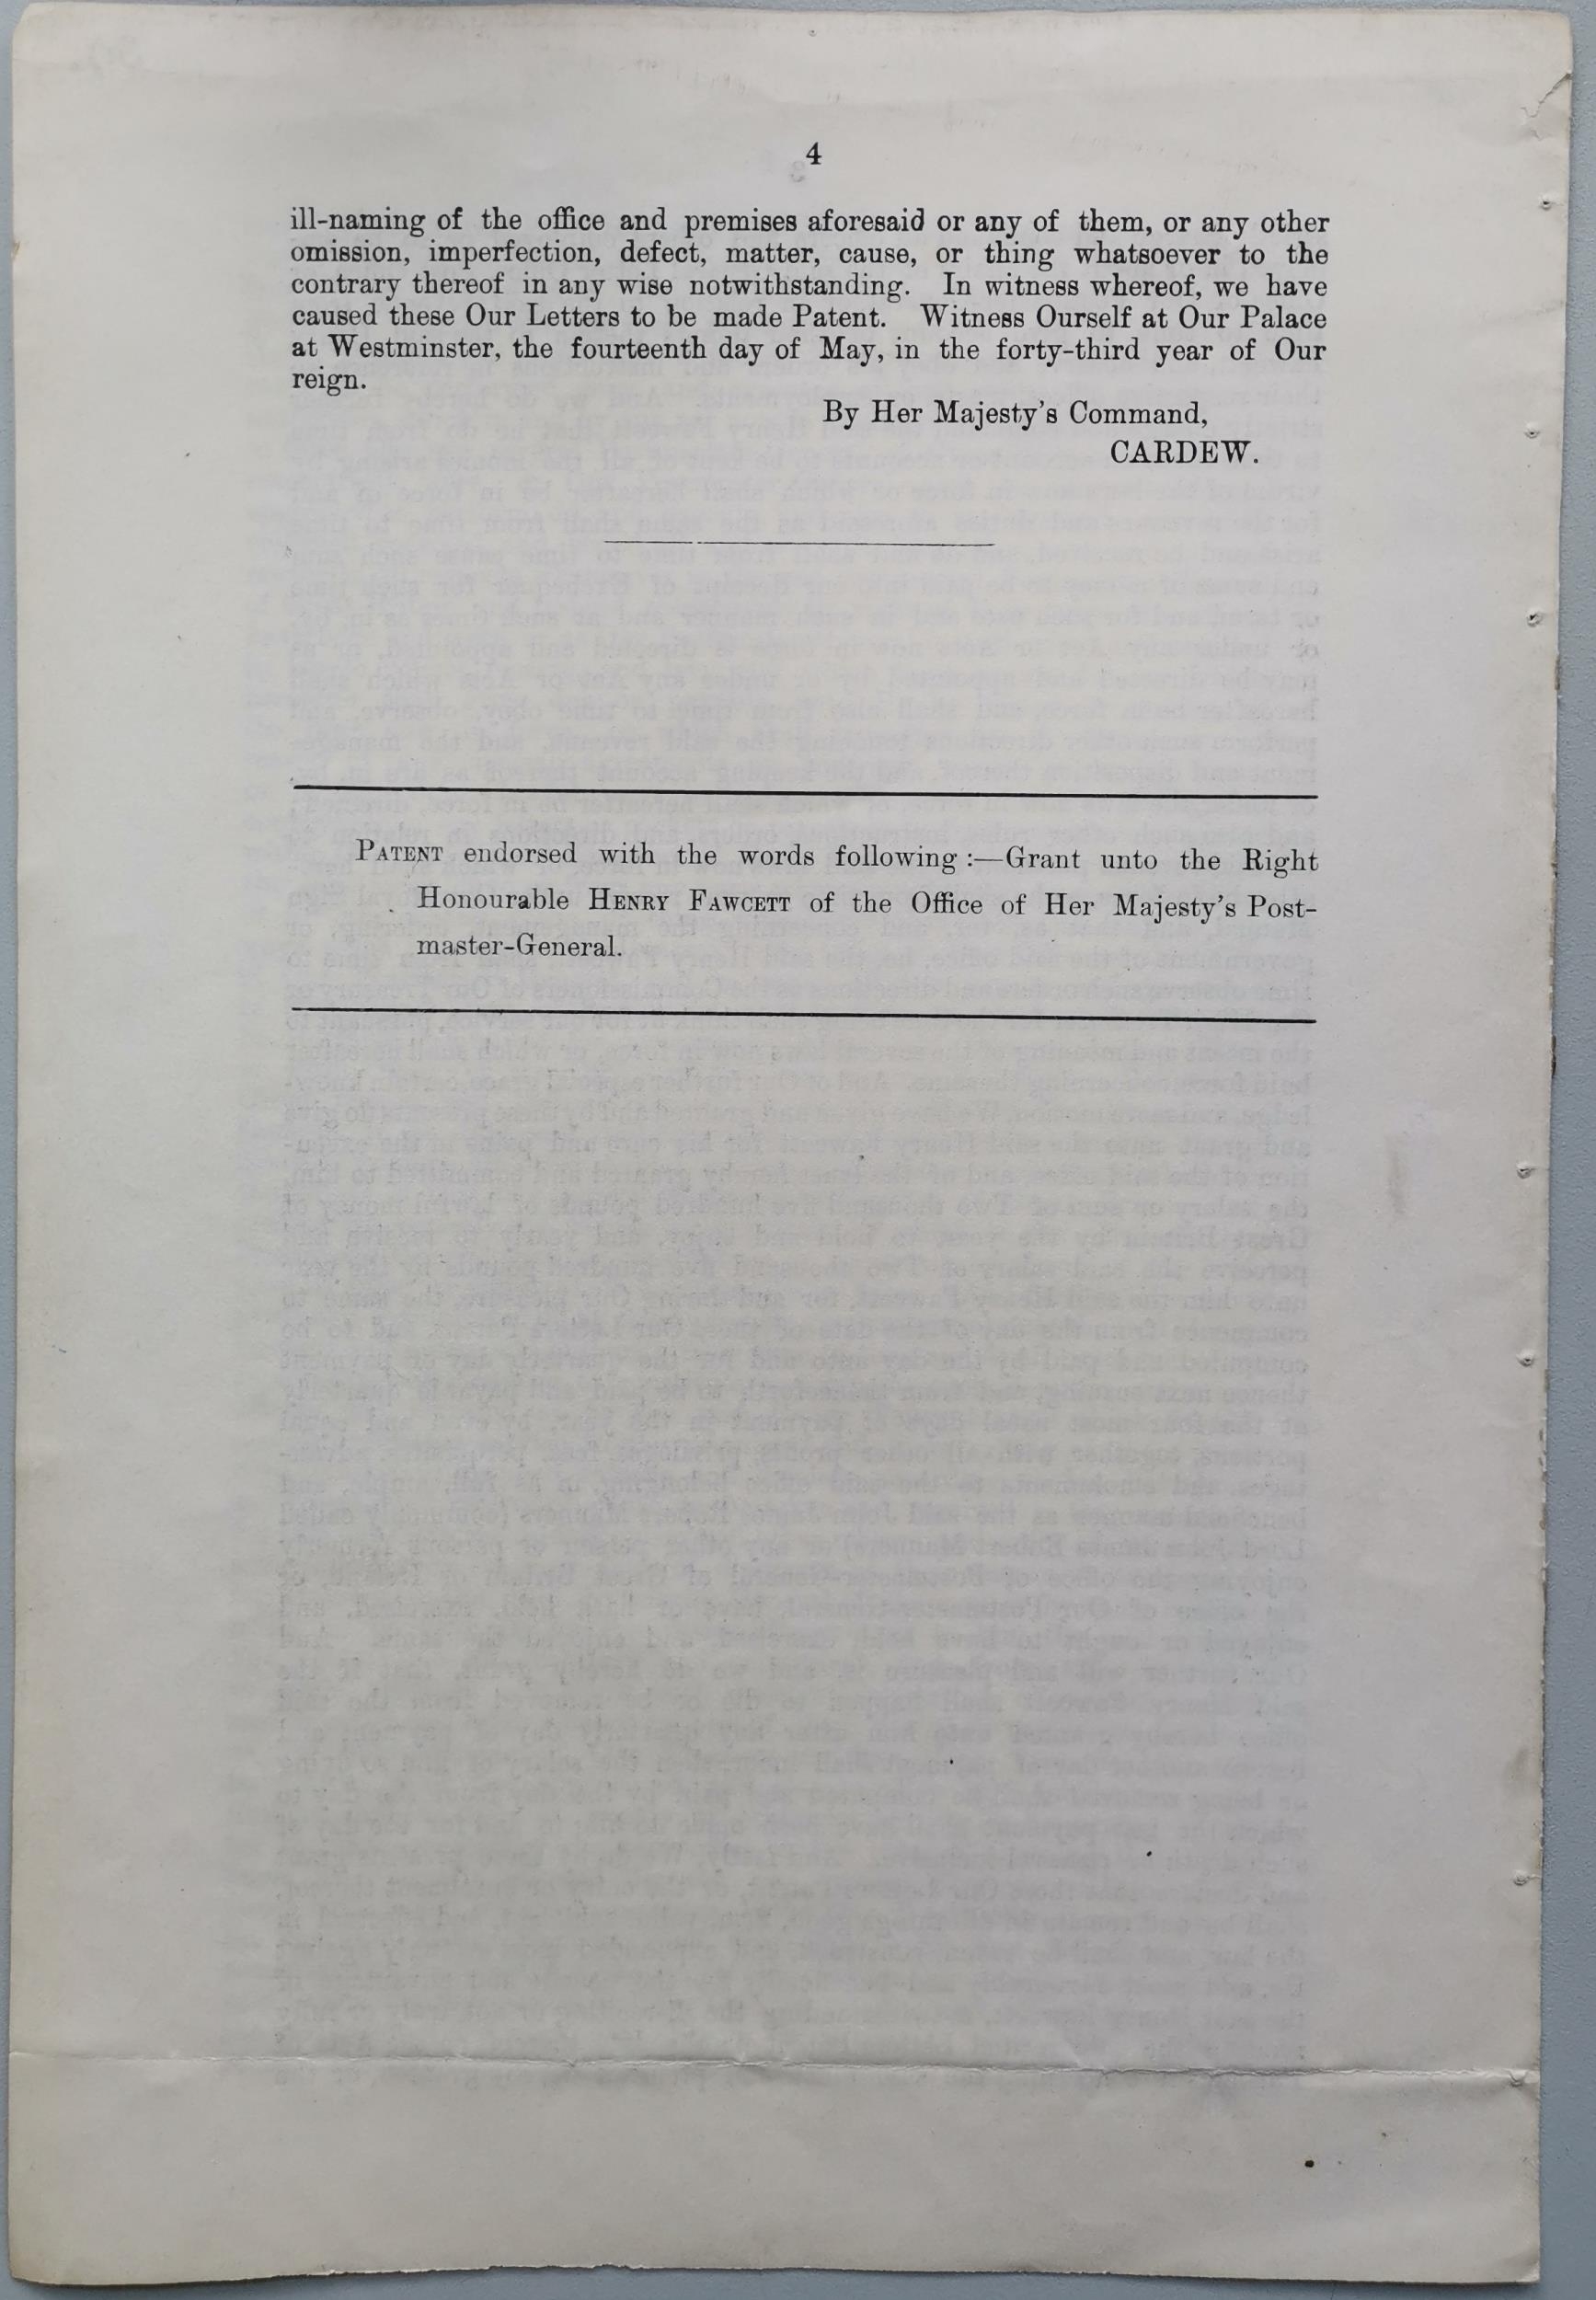 4
ill-naming of the office and premises aforesaid or any of them, or any other
omission, imperfection, defect, matter, cause, or thing whatsoever to the
contrary thereof in any wise notwithstanding. In witness whereof, we have
caused these Our Letters to be made Patent. Witness Ourself at Our Palace
at Westminster, the fourteenth day of May, in the forty-third year of Our
reign.
By Her Majesty's Command,
CARDEW.
PATENT endorsed with the words following :—Grant unto the Right
Honourable HENRY FAWCETT of the Office of Her Majesty's Post-
master-General.